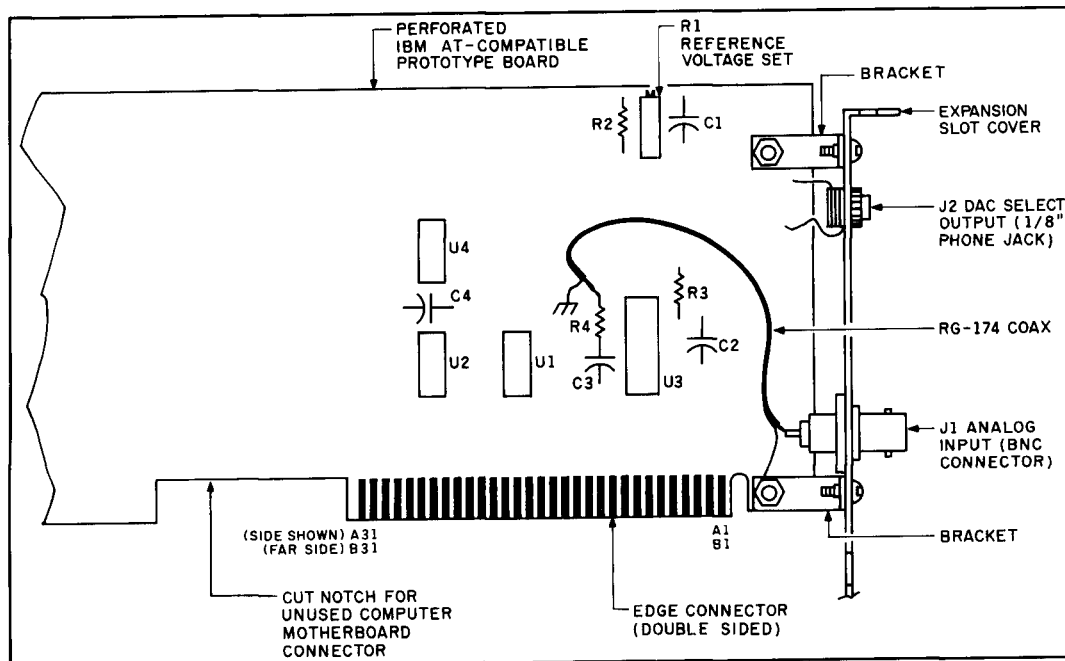 PERFORATED
IBM AT-COMPATIBLE
PROTOTYPE BOARD
R1
REFERENCE
VOLTAGE SET
BRACKET
EXPANSION
SLOT COVER
R2
C1
J2 DAC SELECT
OUTPUT (1/8"
PHONE JACK)
U4
C4
R3
R4
RG-174 COAX
C2
U2
U1
C3
U3
J1 ANALOG
INPUT (BNC
CONNECTOR)
(SIDE SHOWN) A31
(FAR SIDE) B31
A1
B1
BRACKET
CUT NOTCH FOR
UNUSED COMPUTER
MOTHERBOARD
CONNECTOR
EDGE CONNECTOR
(DOUBLE SIDED)